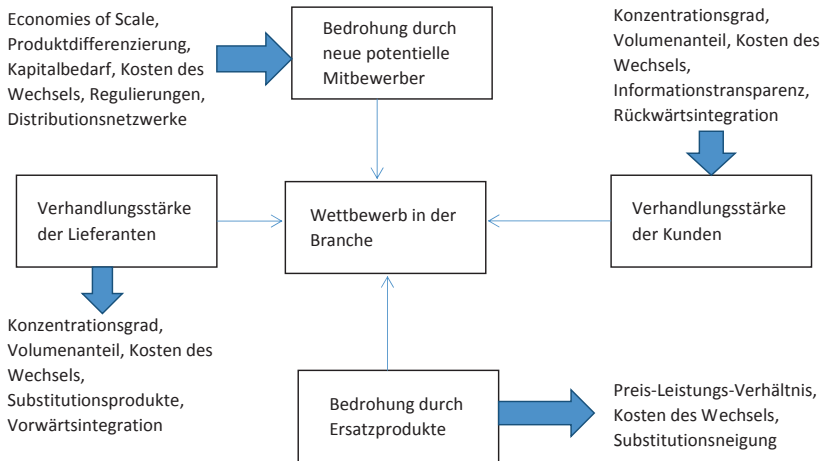 Economies of Scale,
Produktdifferenzierung,
Kapitalbedarf, Kosten des
Wechsels, Regulierungen,
Distributionsnetzwerke
Bedrohung durch
neue potentielle
Mitbewerber
Konzentrationsgrad,
Volumenanteil, Kosten des
Wechsels,
Informationstransparenz,
Rückwärtsintegration
Verhandlungsstärke
der Lieferanten
Wettbewerb in der
Branche
Verhandlungsstärke
der Kunden
Konzentrationsgrad,
Volumenanteil, Kosten des
Wechsels,
Substitutionsprodukte,
Vorwärtsintegration
Bedrohung durch
Ersatzprodukte
Preis-Leistungs-Verhältnis,
Kosten des Wechsels,
Substitutionsneigung